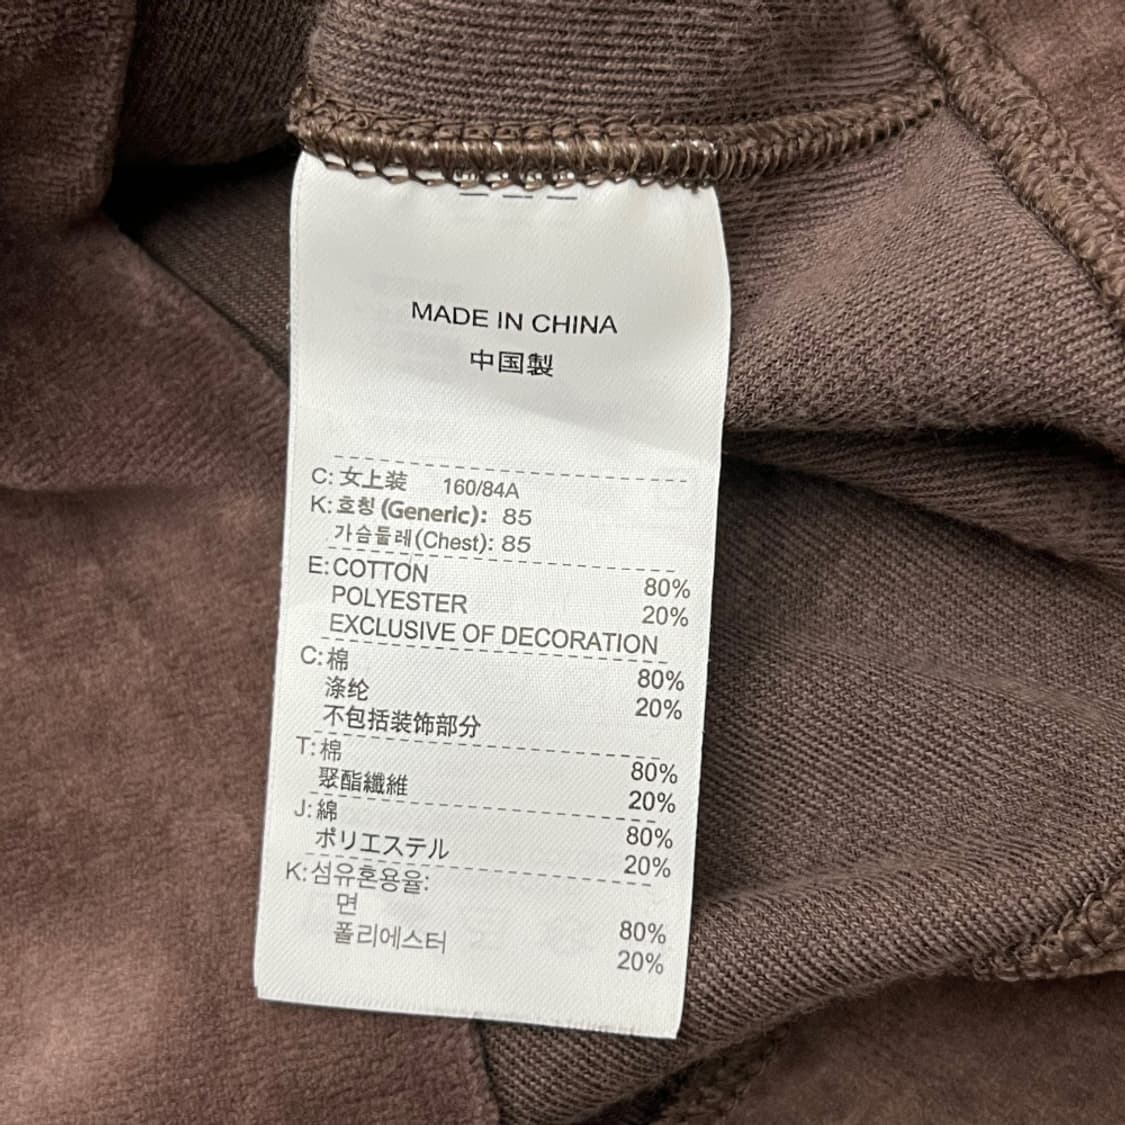 MADE IN CHINA
中国製
C: 女上装 160/84A
K: 호칭 (Generic): 85
가슴둘레(Chest): 85
E: COTTON 80%
POLYESTER 20%
EXCLUSIVE OF DECORATION
C: 棉 80%
涤纶 20%
不包括装饰部分
T: 棉 80%
聚酯纖維 20%
J: 綿 80%
ポリエステル 20%
K: 섬유혼용율:
면 80%
폴리에스터 20%